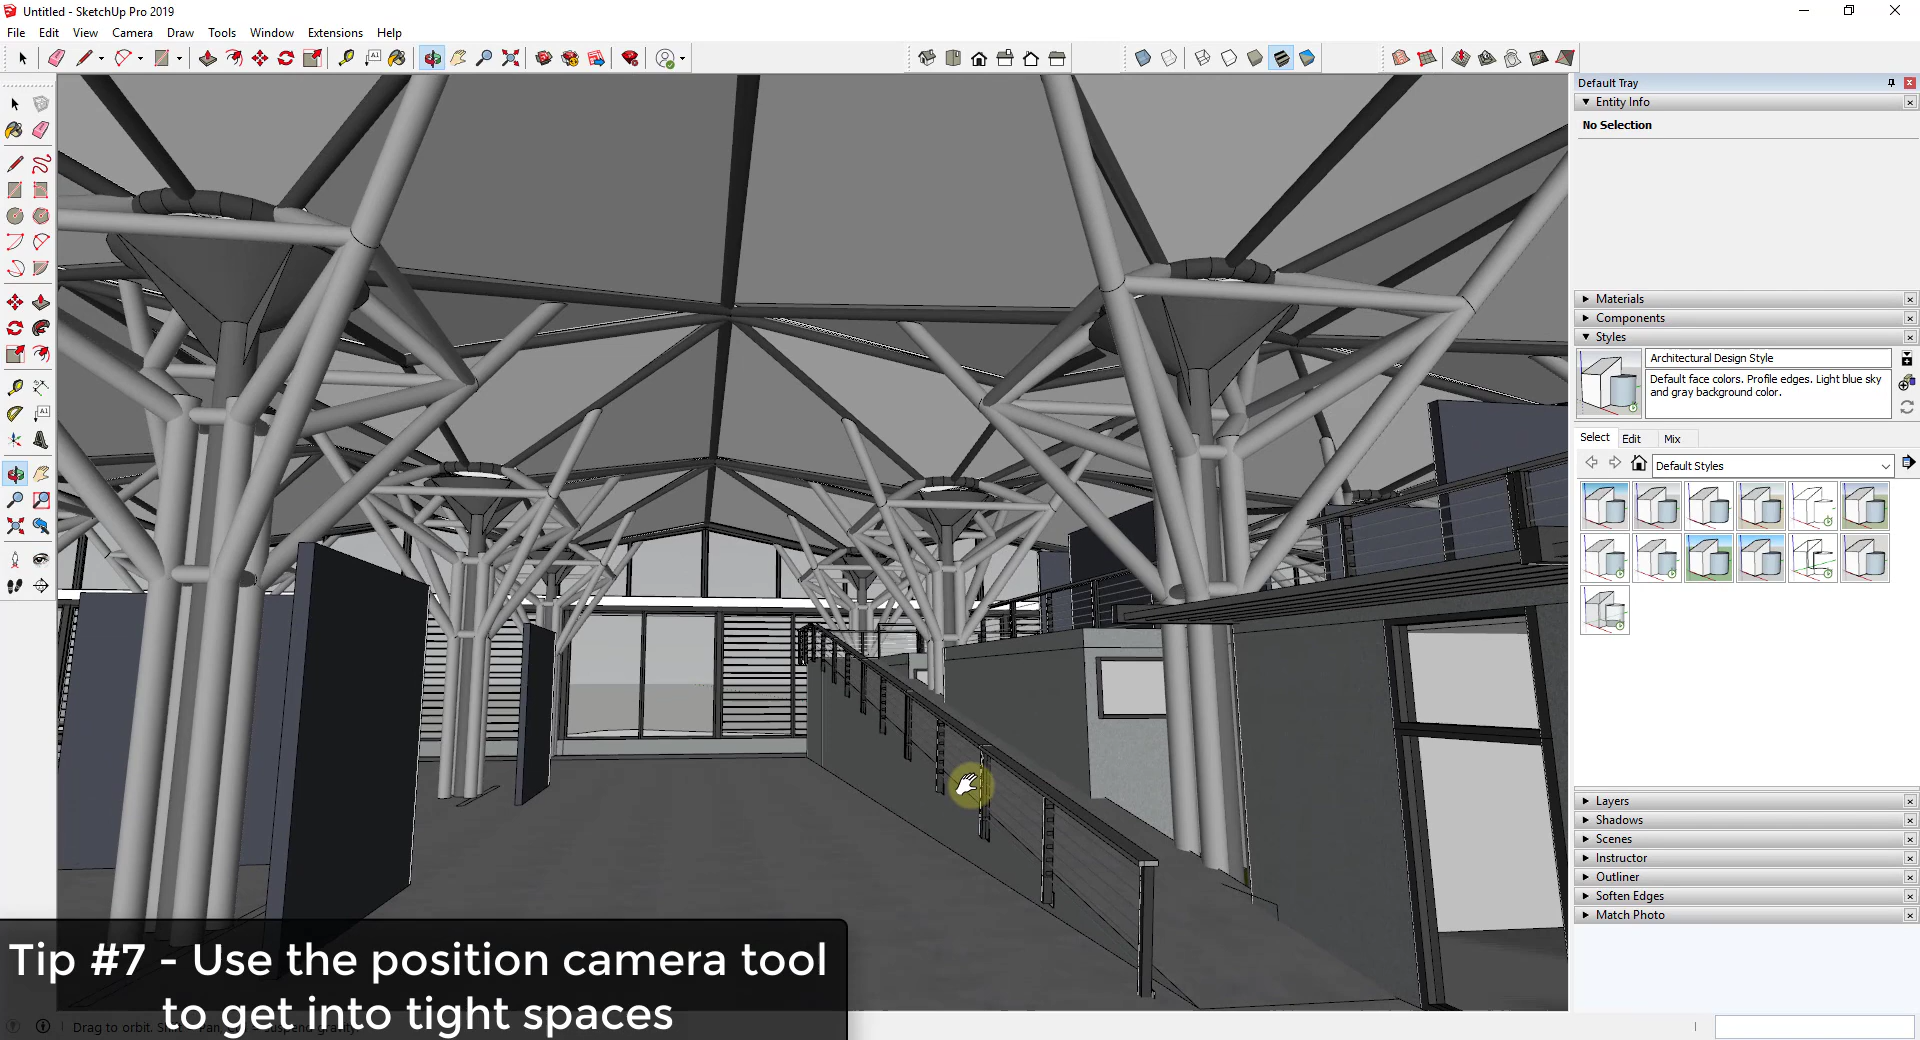 Untitled - SketchUp Pro 2019
File Edit View Camera Draw Tools Window Extensions Help
Default Tray
Entity Info
No Selection
Materials
Components
Styles
Architectural Design Style
Default face colors. Profile edges. Light blue sky
and gray background color.
Select Edit Mix
Default Styles
Layers
Shadows
Scenes
Instructor
Outliner
Soften Edges
Match Photo
Tip #7 - Use the position camera tool
to get into tight spaces
Drag to orbit.